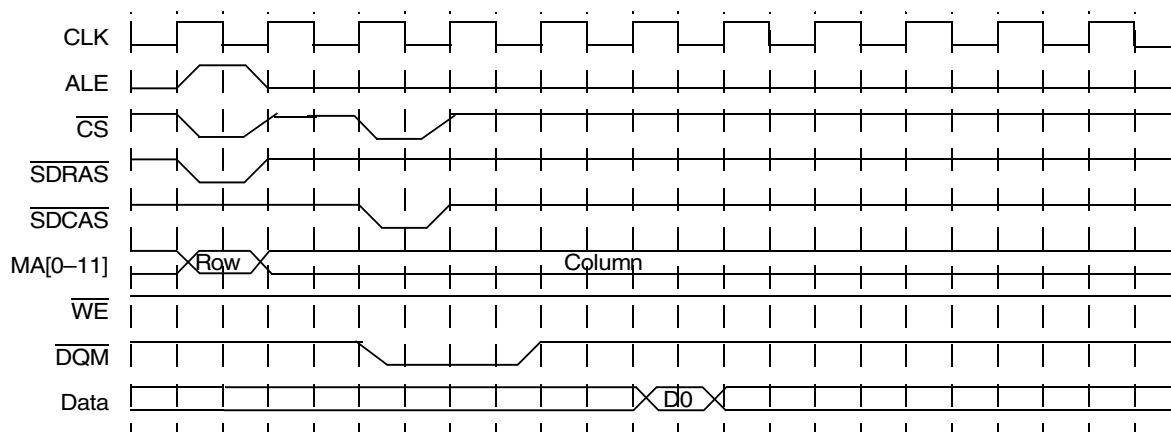 CLK
ALE
CS
SDRAS
SDCAS
MA[0–11] Row Column
WE
DQM
Data D0